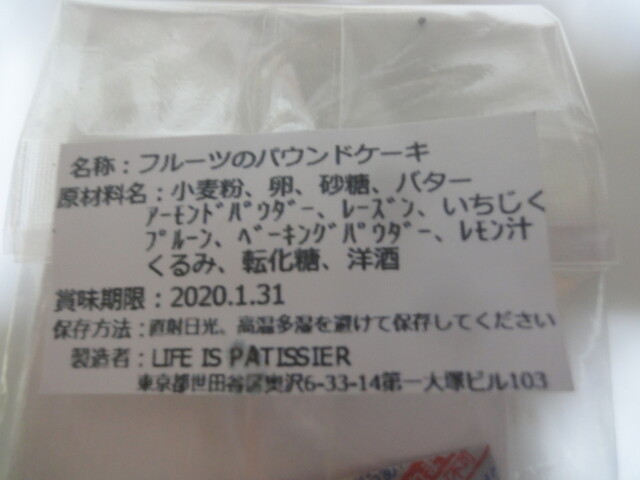 名称：フルーツのパウンドケーキ
原材料名：小麦粉、卵、砂糖、バター
ｱｰﾓﾝﾄﾞﾊﾟｳﾀﾞｰ、ﾚｰｽﾞﾝ、いちじく
ﾌﾟﾙｰﾝ、ﾍﾞｰｷﾝｸﾞﾊﾟｳﾀﾞｰ、ﾚﾓﾝ汁
くるみ、転化糖、洋酒
賞味期限：2020.1.31
保存方法：直射日光、高温多湿を避けて保存してください
製造者：LIFE IS PATISSIER
東京都世田谷区奥沢6-33-14第一大塚ビル103